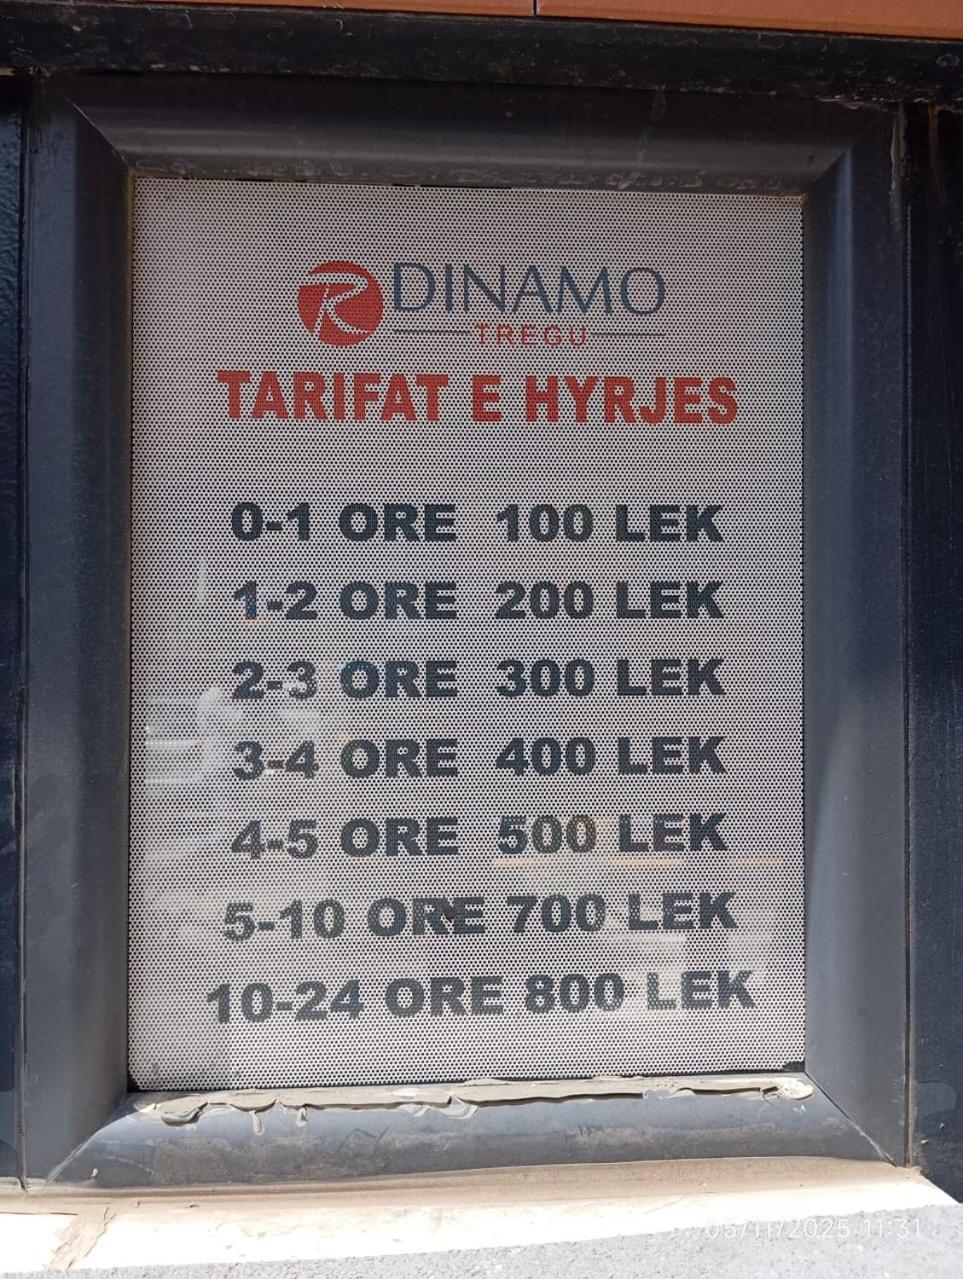 R DINAMO
TREGU
TARIFAT E HYRJES
0-1 ORE 100 LEK
1-2 ORE 200 LEK
2-3 ORE 300 LEK
3-4 ORE 400 LEK
4-5 ORE 500 LEK
5-10 ORE 700 LEK
10-24 ORE 800 LEK
05/11/2025 11:31